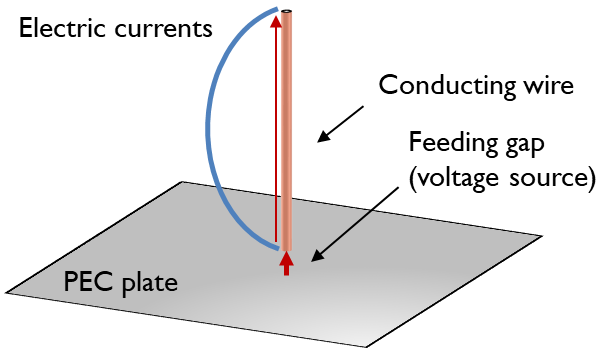 Electric currents
Conducting wire
Feeding gap
(voltage source)
PEC plate